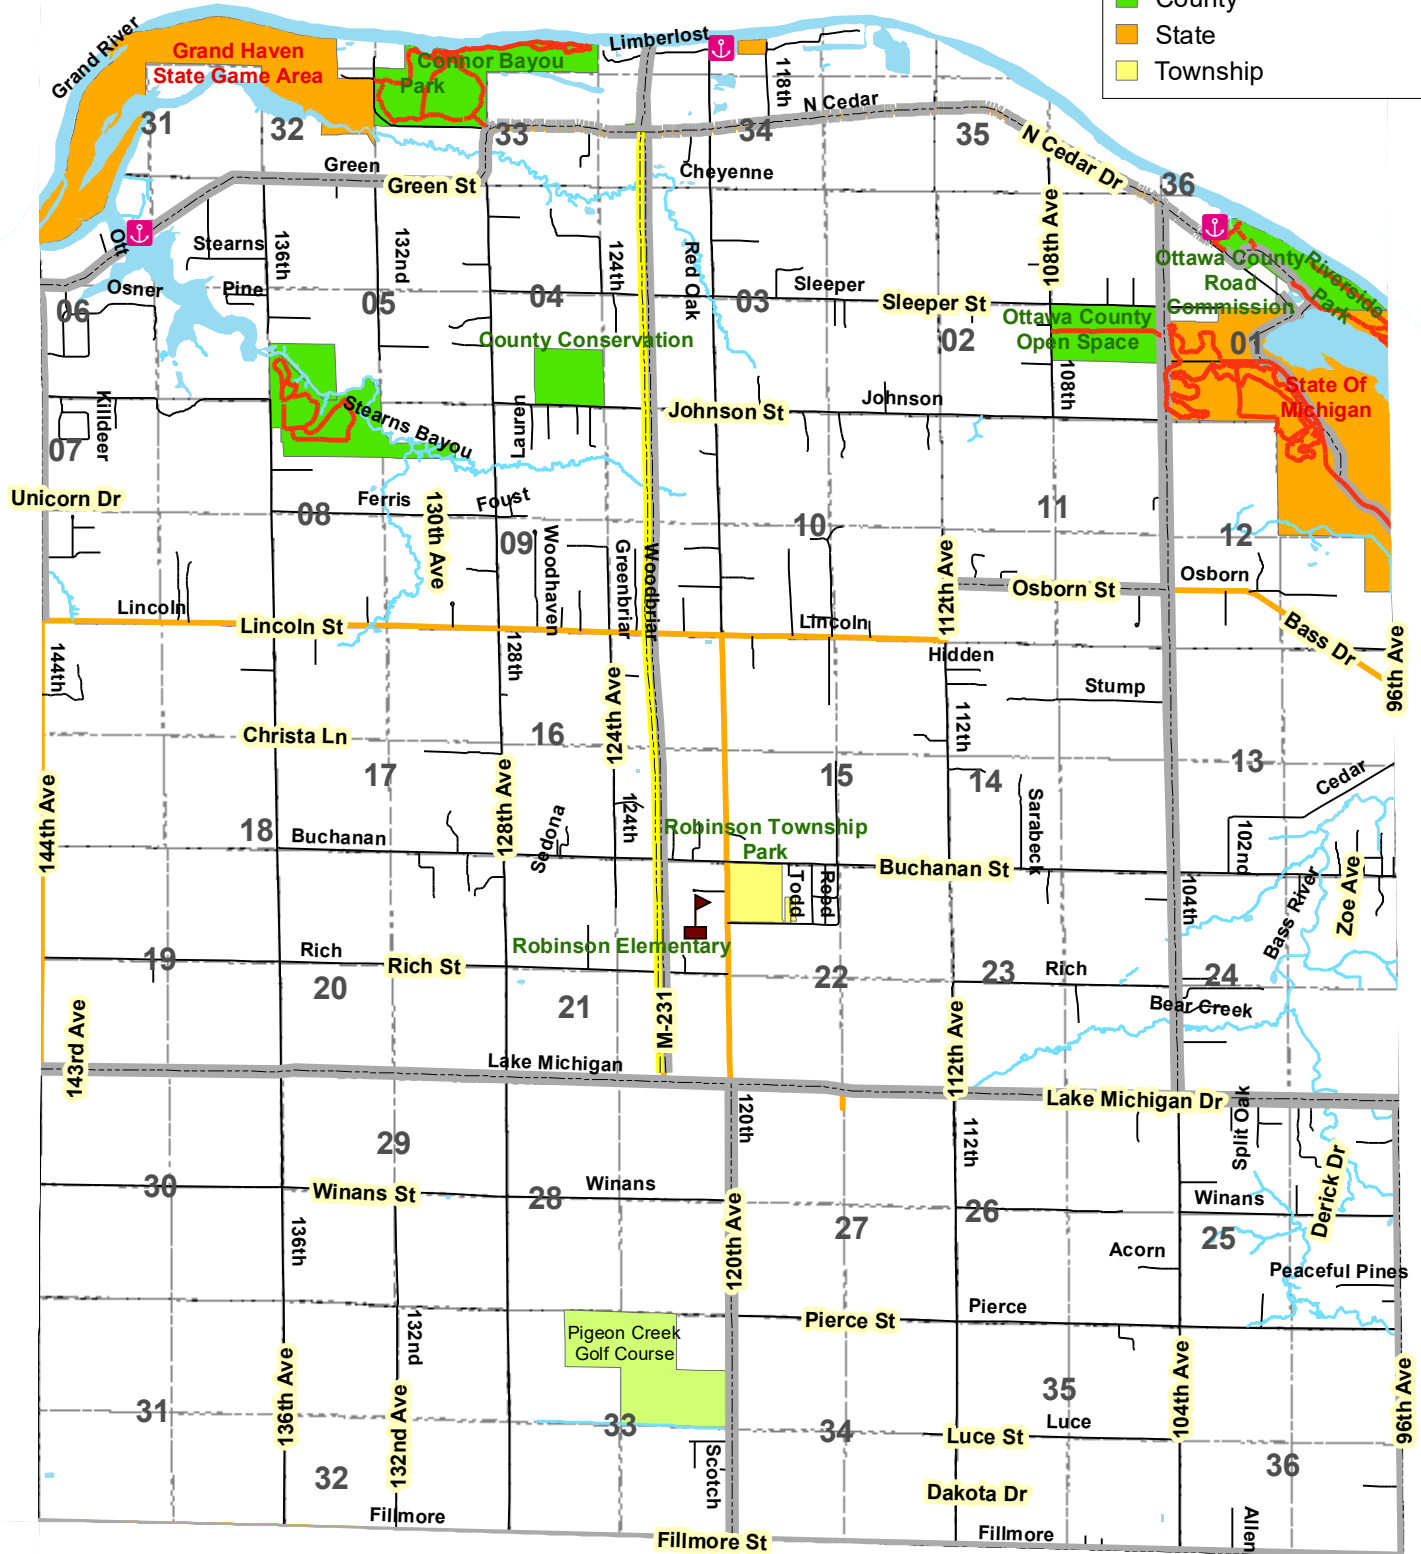 County
State
Township
Grand River
Grand Haven
State Game Area
Connor Bayou
Park
Limberlost
118th
N Cedar
31
32
33
34
35
N Cedar Dr
36
Green
Green St
Cheyenne
108th Ave
Ott
Stearns
136th
132nd
124th
Red Oak
Ottawa County
Road
Commission
Riverside
Park
Osner
Pine
06
05
04
03
Sleeper
Sleeper St
02
Ottawa County
Open Space
01
County Conservation
State Of
Michigan
108th
Killdeer
Stearns Bayou
Laurel
Johnson St
Johnson
07
Unicorn Dr
08
Ferris
130th Ave
Foust
09
10
11
12
Woodhaven
Greenbriar
Woodbriar
112th Ave
Osborn St
Osborn
Lincoln
Lincoln St
Lincoln
Bass Dr
96th Ave
144th
128th
124th Ave
Hidden
Stump
112th
Christa Ln
16
17
15
14
13
Cedar
144th Ave
128th Ave
Sedona
124th
Sarabeck
102nd
18
Buchanan
Robinson Township
Park
Buchanan St
Todd
Reed
104th
Bass River
Zoe Ave
Robinson Elementary
19
Rich
Rich St
20
21
22
23
Rich
24
Bear Creek
M-231
143rd Ave
112th Ave
Lake Michigan
Lake Michigan Dr
120th
112th
Split Oak
29
30
Winans St
28
Winans
27
26
Winans
25
Derick Dr
136th
120th Ave
Acorn
Peaceful Pines
Pierce St
Pierce
Pigeon Creek
Golf Course
132nd
136th Ave
132nd Ave
104th Ave
96th Ave
31
32
33
34
35
Luce
Luce St
36
Scotch
Dakota Dr
Fillmore
Fillmore St
Fillmore
Allen